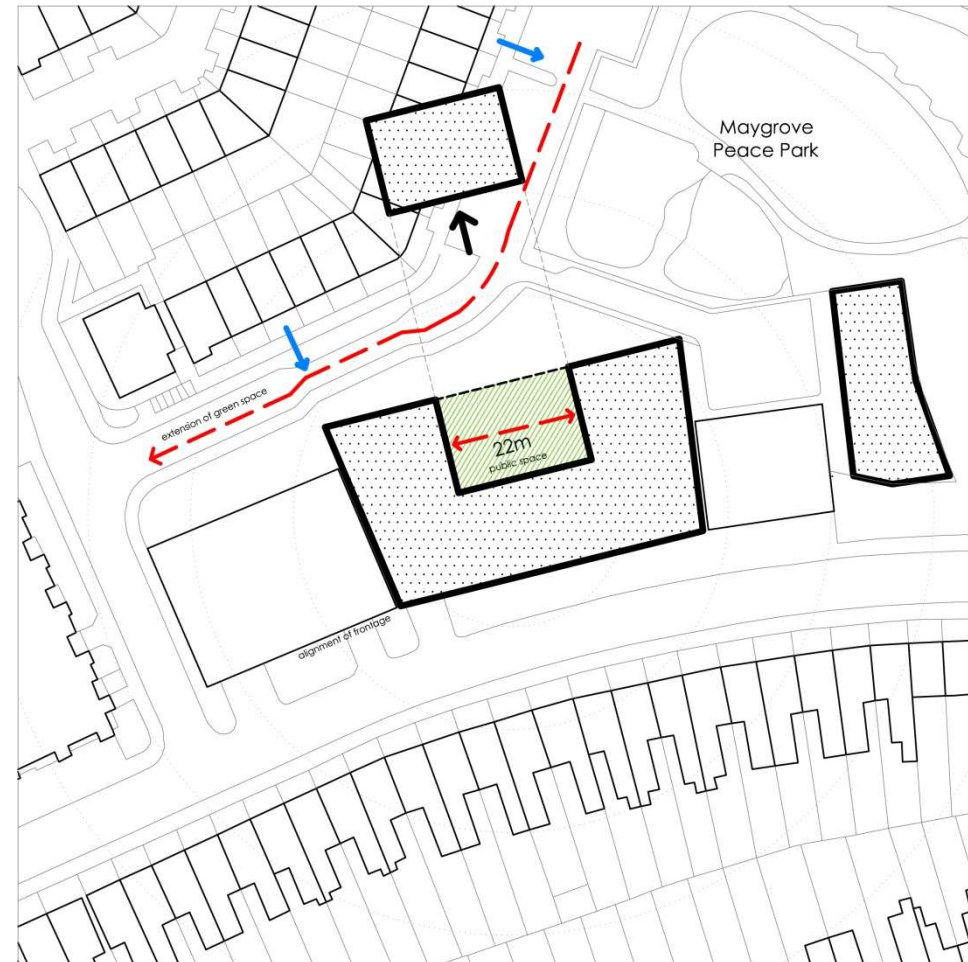 Maygrove
Peace Park
extension of green space
22m
public space
alignment of frontage